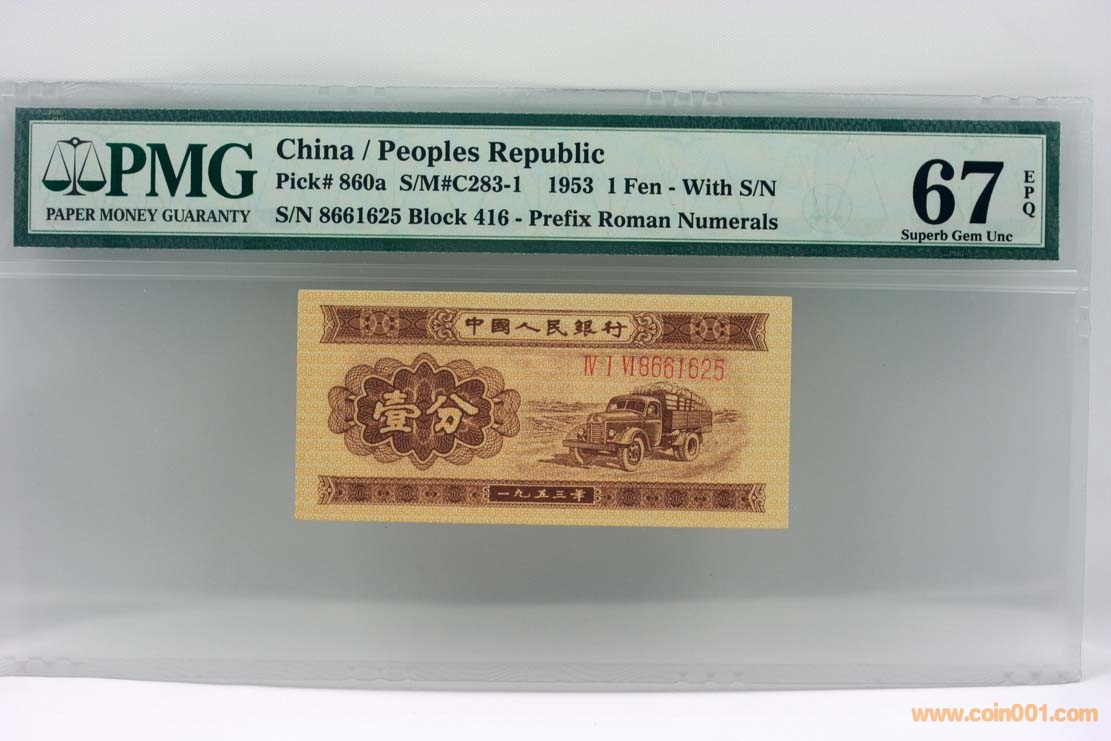 PMG
PAPER MONEY GUARANTY
China / Peoples Republic
Pick# 860a S/M#C283-1 1953 1 Fen - With S/N
S/N 8661625 Block 416 - Prefix Roman Numerals
67
EPQ
Superb Gem Unc
中國人民銀行
Ⅳ Ⅰ Ⅵ 8661625
壹分
一九五三年
www.coin001.com